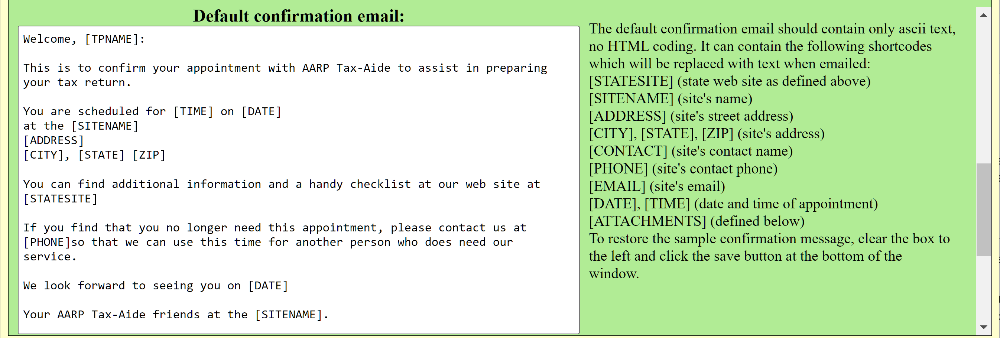 Default confirmation email:
Welcome, [TPNAME]:
This is to confirm your appointment with AARP Tax-Aide to assist in preparing
your tax return.
You are scheduled for [TIME] on [DATE]
at the [SITENAME]
[ADDRESS]
[CITY], [STATE] [ZIP]
You can find additional information and a handy checklist at our web site at
[STATESITE]
If you find that you no longer need this appointment, please contact us at
[PHONE]so that we can use this time for another person who does need our
service.
We look forward to seeing you on [DATE]
Your AARP Tax-Aide friends at the [SITENAME].
The default confirmation email should contain only ascii text,
no HTML coding. It can contain the following shortcodes
which will be replaced with text when emailed:
[STATESITE] (state web site as defined above)
[SITENAME] (site's name)
[ADDRESS] (site's street address)
[CITY], [STATE], [ZIP] (site's address)
[CONTACT] (site's contact name)
[PHONE] (site's contact phone)
[EMAIL] (site's email)
[DATE], [TIME] (date and time of appointment)
[ATTACHMENTS] (defined below)
To restore the sample confirmation message, clear the box to
the left and click the save button at the bottom of the
window.